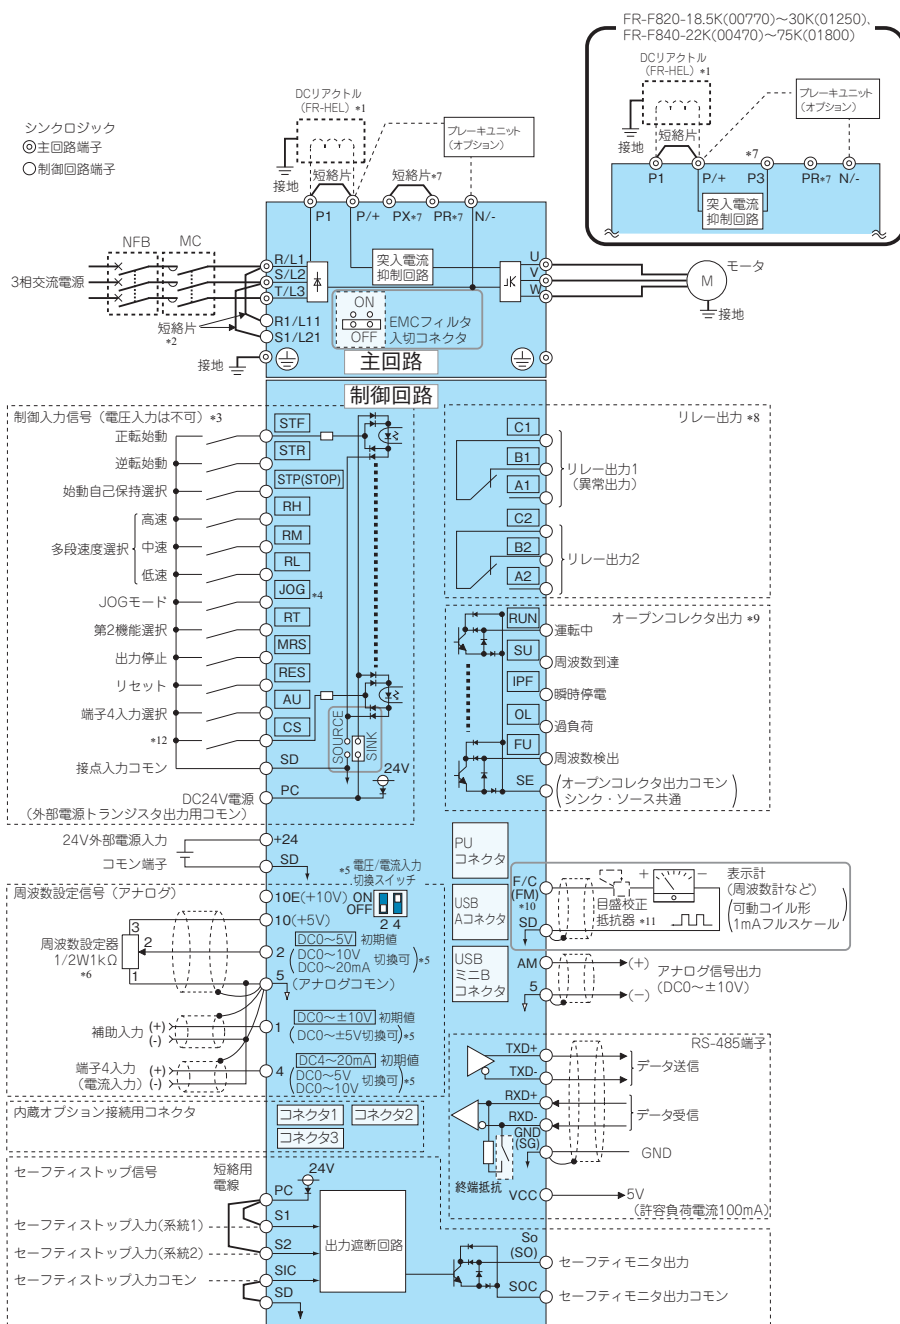 FR-F820-18.5K(00770)～30K(01250)、
FR-F840-22K(00470)～75K(01800)
DCリアクトル
(FR-HEL) *1
ブレーキユニット
(オプション)
接地
短絡片
*7
P1
P/+
P3
PR*7
N/-
突入電流
抑制回路
シンクロジック
主回路端子
制御回路端子
DCリアクトル
(FR-HEL) *1
ブレーキユニット
(オプション)
接地
短絡片
短絡片*7
P1
P/+
PX*7
PR*7
N/-
NFB
MC
3相交流電源
R/L1
S/L2
T/L3
突入電流
抑制回路
U
V
W
モータ
M
接地
短絡片
*2
R1/L11
S1/L21
ON
OFF
EMCフィルタ
入切コネクタ
接地
主回路
制御回路
制御入力信号（電圧入力は不可）*3
正転始動
STF
逆転始動
STR
始動自己保持選択
STP(STOP)
多段速度選択
高速
RH
中速
RM
低速
RL
JOGモード
JOG *4
第2機能選択
RT
出力停止
MRS
リセット
RES
端子4入力選択
AU
*12
CS
SOURCE
SINK
接点入力コモン
SD
24V
DC24V電源
（外部電源トランジスタ出力用コモン）
PC
リレー出力 *8
C1
B1
A1
リレー出力1
（異常出力）
C2
B2
A2
リレー出力2
オープンコレクタ出力 *9
RUN
運転中
SU
周波数到達
IPF
瞬時停電
OL
過負荷
FU
周波数検出
SE
オープンコレクタ出力コモン
シンク・ソース共通
24V外部電源入力
+24
コモン端子
SD
*5 電圧/電流入力
切換スイッチ
ON
OFF
2 4
周波数設定信号（アナログ）
10E(+10V)
10(+5V)
周波数設定器
1/2W1kΩ
*6
3
2
1
2
DC0～5V 初期値
DC0～10V
DC0～20mA
切換可 *5
5
(アナログコモン)
補助入力
(+)
(-)
1
DC0～±10V 初期値
(DC0～±5V切換可) *5
端子4入力
（電流入力）
(+)
(-)
4
DC4～20mA 初期値
DC0～5V
DC0～10V
切換可 *5
PU
コネクタ
USB
Aコネクタ
USB
ミニB
コネクタ
F/C
(FM)
*10
SD
目盛校正
抵抗器 *11
+
−
表示計
(周波数計など)
可動コイル形
1mAフルスケール
AM
5
(+)
(−)
アナログ信号出力
(DC0～±10V)
RS-485端子
TXD+
TXD-
データ送信
RXD+
RXD-
データ受信
GND
(SG)
GND
終端抵抗
VCC
5V
(許容負荷電流100mA)
内蔵オプション接続用コネクタ
コネクタ1
コネクタ2
コネクタ3
セーフティストップ信号
短絡用
電線
24V
PC
セーフティストップ入力(系統1)
S1
セーフティストップ入力(系統2)
S2
セーフティストップ入力コモン
SIC
SD
出力遮断回路
So
(SO)
セーフティモニタ出力
SOC
セーフティモニタ出力コモン